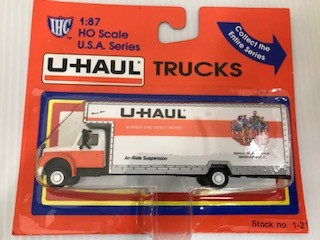 IHC
1:87
HO Scale
U.S.A. Series
Collect the
Entire Series
U-HAUL TRUCKS
U-HAUL
Air-Ride Suspension
Stock no. 1-21